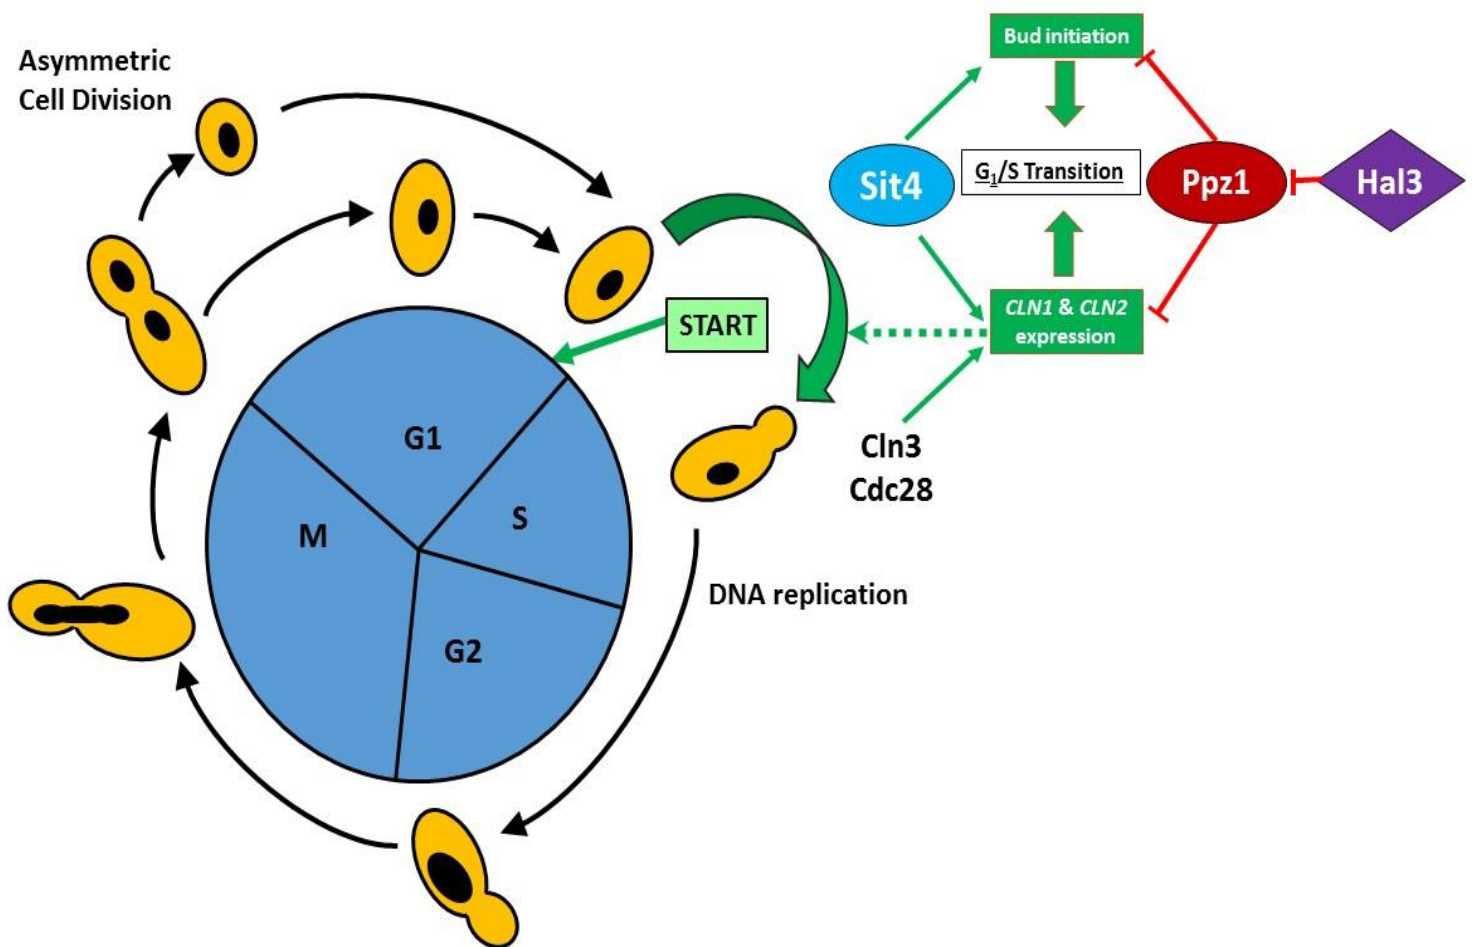 Asymmetric
Cell Division
Bud initiation
Sit4
G₁/S Transition
Ppz1
Hal3
START
CLN1 & CLN2
expression
G1
Cln3
Cdc28
M
S
DNA replication
G2